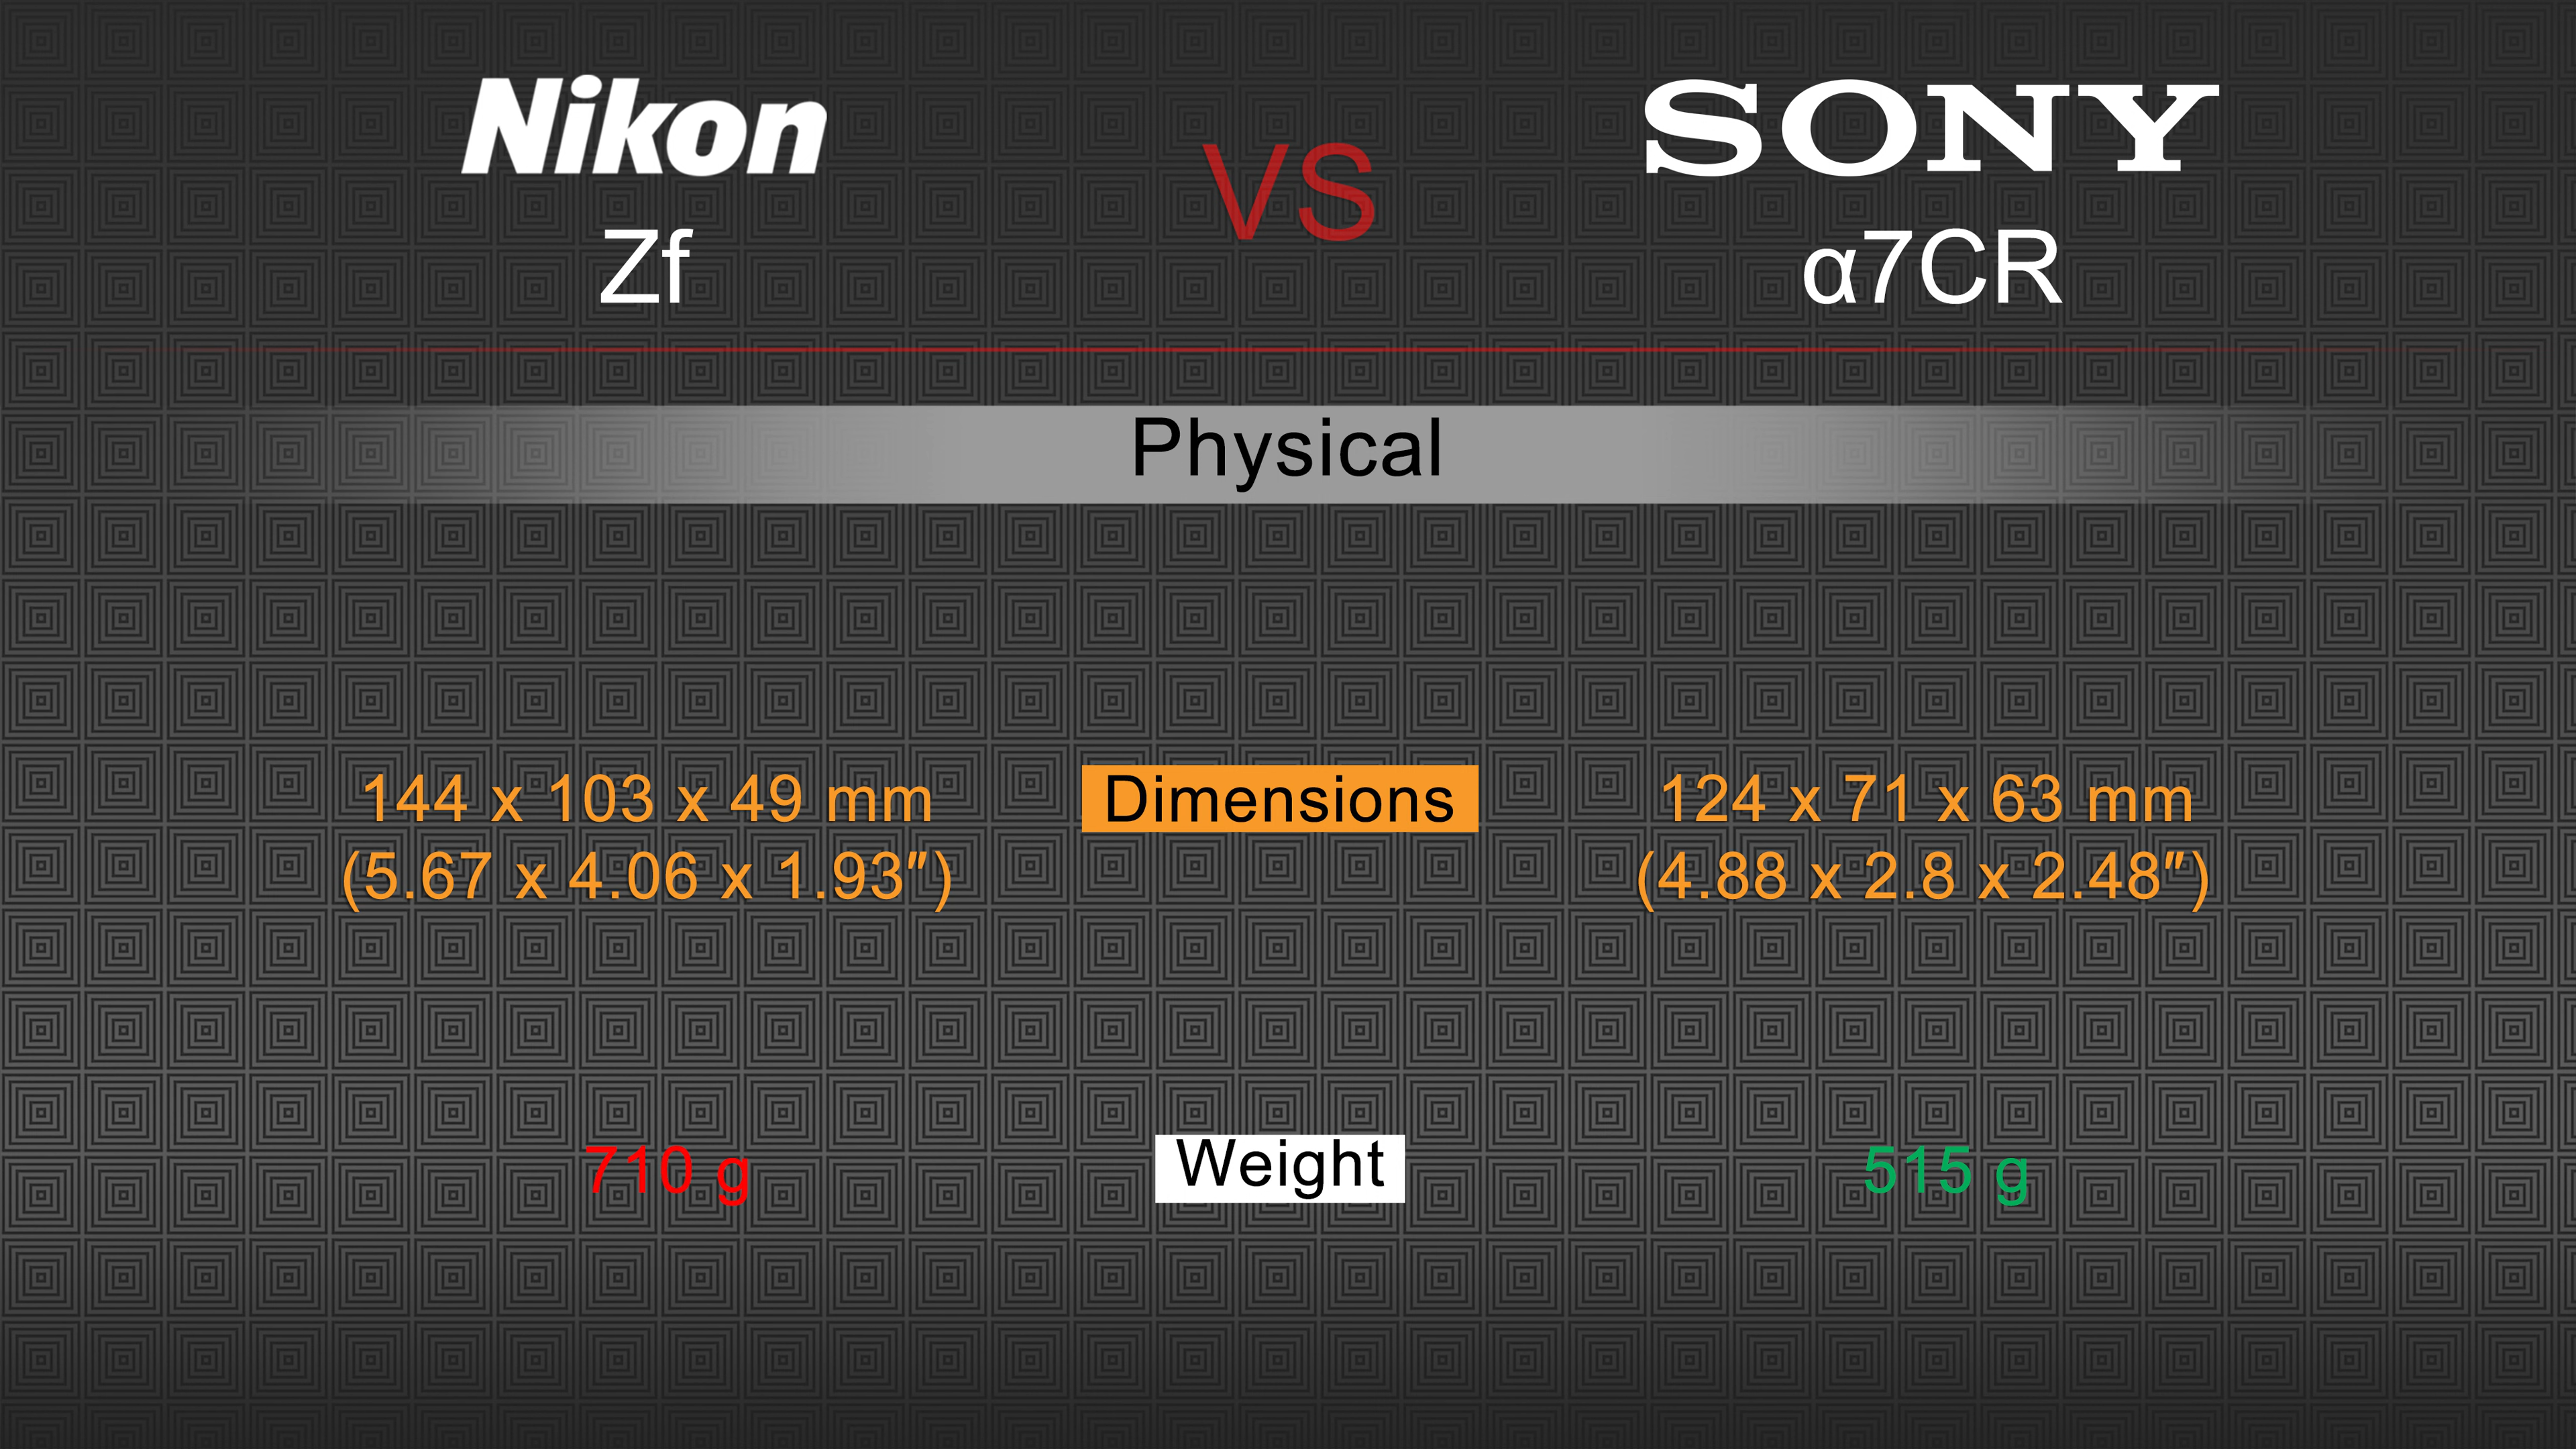 Nikon
VS
SONY
Zf
α7CR
Physical
144 x 103 x 49 mm
(5.67 x 4.06 x 1.93″)
Dimensions
124 x 71 x 63 mm
(4.88 x 2.8 x 2.48″)
710 g
Weight
515 g